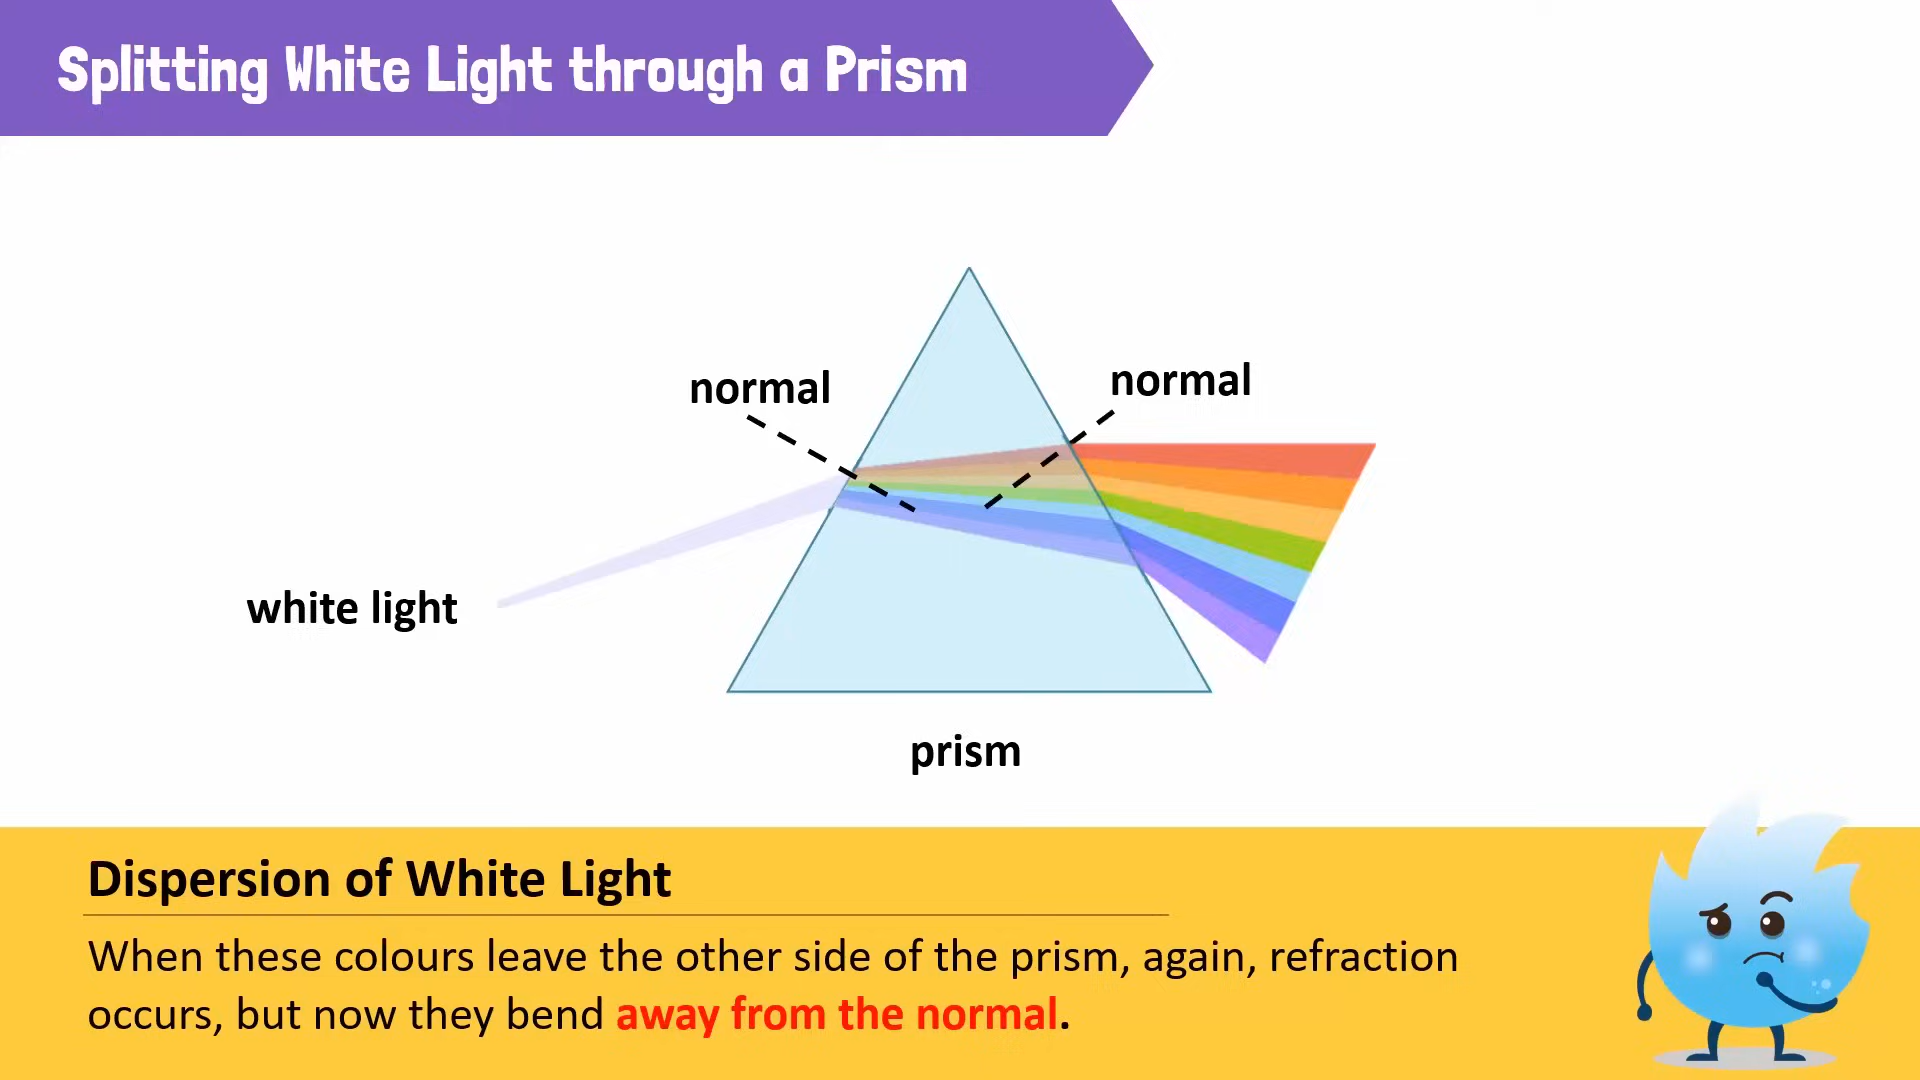 Splitting White Light through a Prism
normal
normal
white light
prism
Dispersion of White Light
When these colours leave the other side of the prism, again, refraction
occurs, but now they bend away from the normal.